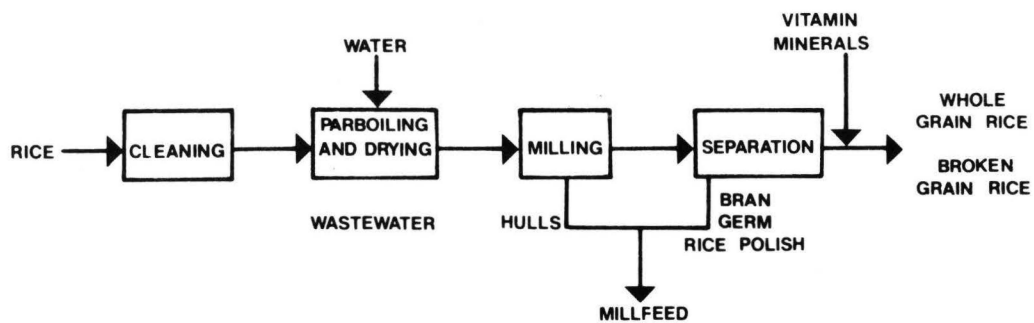 WATER
VITAMIN
MINERALS
RICE
CLEANING
PARBOILING
AND DRYING
MILLING
SEPARATION
WHOLE
GRAIN RICE
BROKEN
GRAIN RICE
WASTEWATER
HULLS
BRAN
GERM
RICE POLISH
MILLFEED